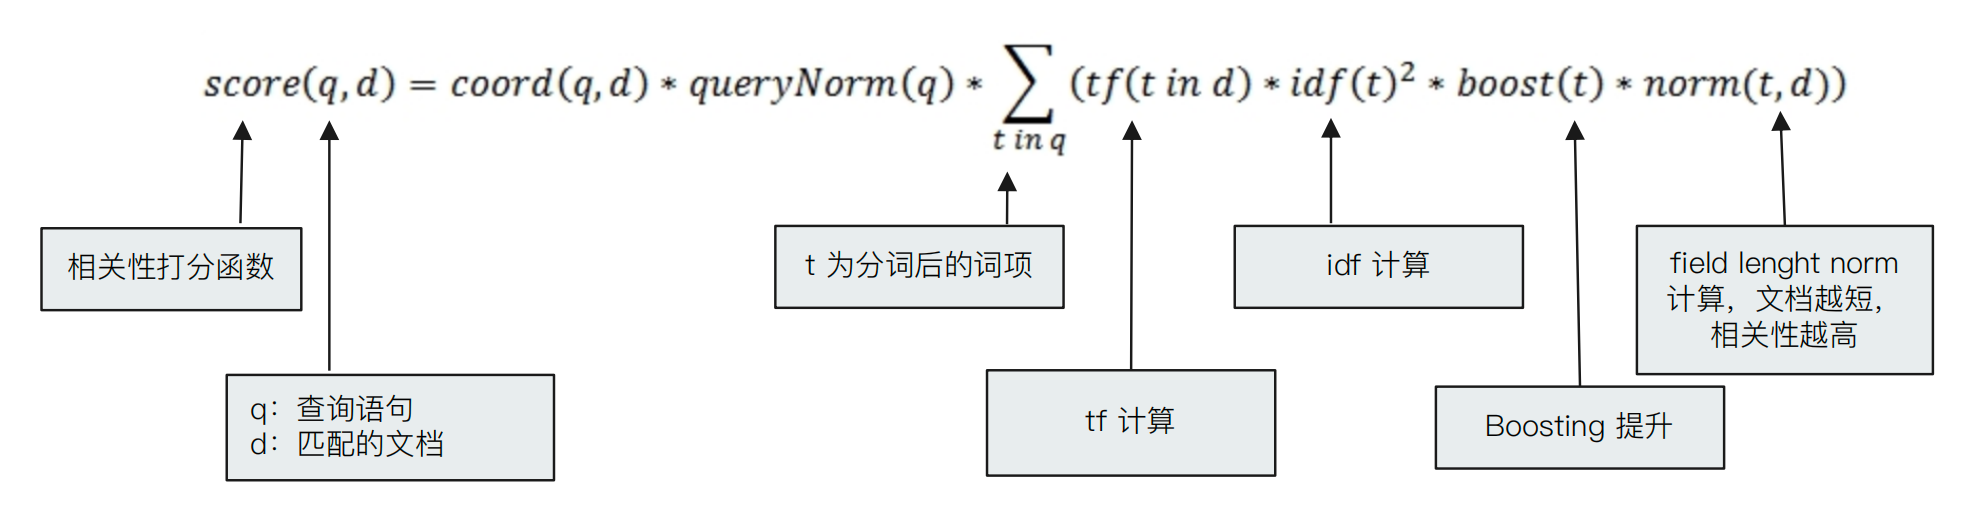 score(q,d) = coord(q,d) * queryNorm(q) * ∑ (tf(t in d) * idf(t)² * boost(t) * norm(t,d))
t in q
相关性打分函数
t 为分词后的词项
idf 计算
field lenght norm
计算，文档越短，
相关性越高
q：查询语句
d：匹配的文档
tf 计算
Boosting 提升